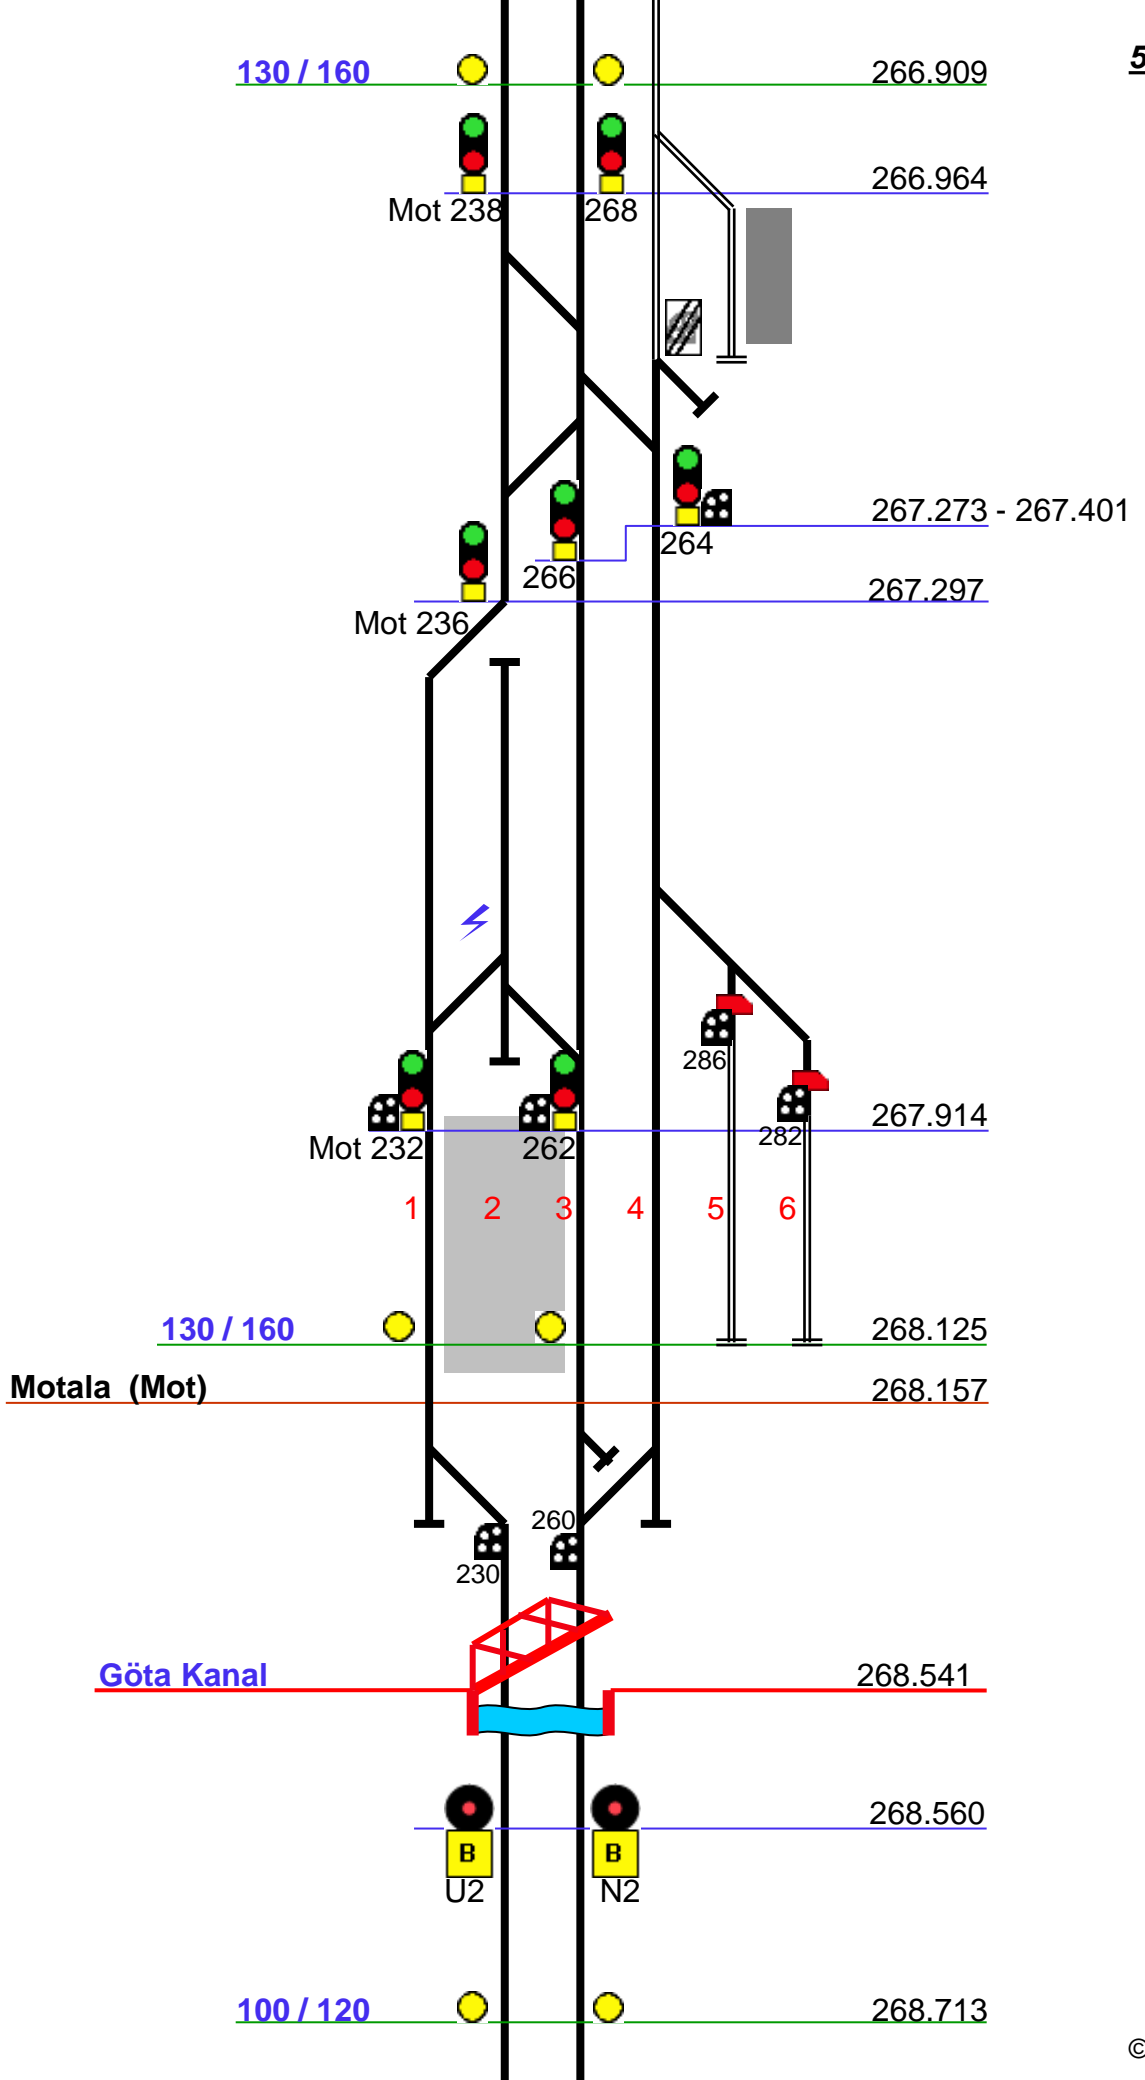 130 / 160 266.909 5
266.964
Mot 238 268
267.273 - 267.401
264
266
267.297
Mot 236
286
267.914
282
Mot 232 262
1 2 3 4 5 6
130 / 160 268.125
Motala (Mot) 268.157
260
230
Göta Kanal 268.541
268.560
B B
U2 N2
100 / 120 268.713
©